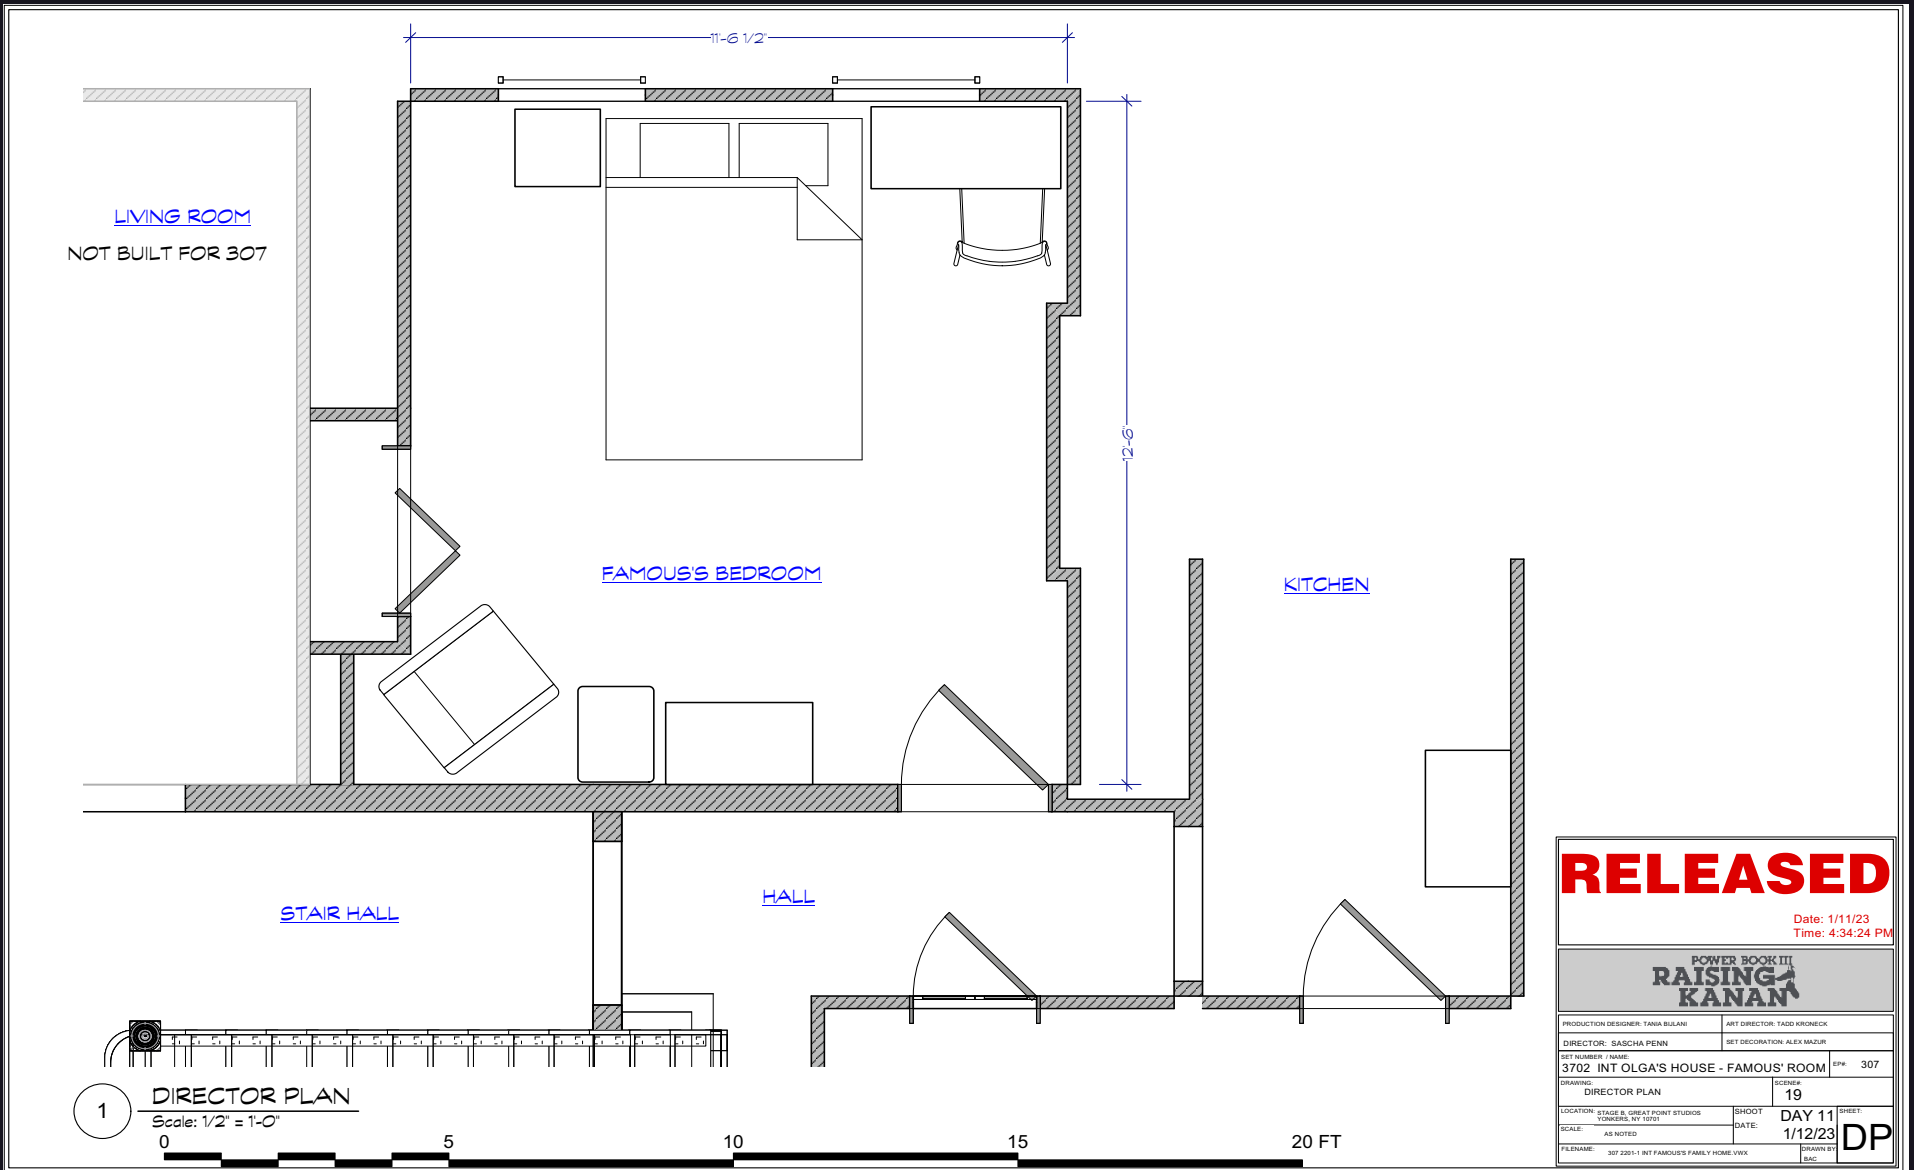 11'-6 1/2"
LIVING ROOM
NOT BUILT FOR 307
12'-6"
FAMOUS'S BEDROOM
KITCHEN
STAIR HALL
HALL
1
DIRECTOR PLAN
Scale: 1/2" = 1'-0"
0 5 10 15 20 FT
RELEASED
Date: 1/11/23
Time: 4:34:24 PM
POWER BOOK III
RAISING
KANAN
PRODUCTION DESIGNER: TANIA BULANI
ART DIRECTOR: TADD KRONECK
DIRECTOR: SASCHA PENN
SET DECORATION: ALEX MAZUR
SET NUMBER / NAME:
3702 INT OLGA'S HOUSE - FAMOUS' ROOM
EP#: 307
DRAWING:
DIRECTOR PLAN
SCENE#:
19
LOCATION: STAGE B, GREAT POINT STUDIOS
YONKERS, NY 10701
SHOOT
DATE:
DAY 11
1/12/23
SHEET:
DP
SCALE: AS NOTED
FILENAME: 307 2201-1 INT FAMOUS'S FAMILY HOME.VWX
DRAWN BY:
BAC